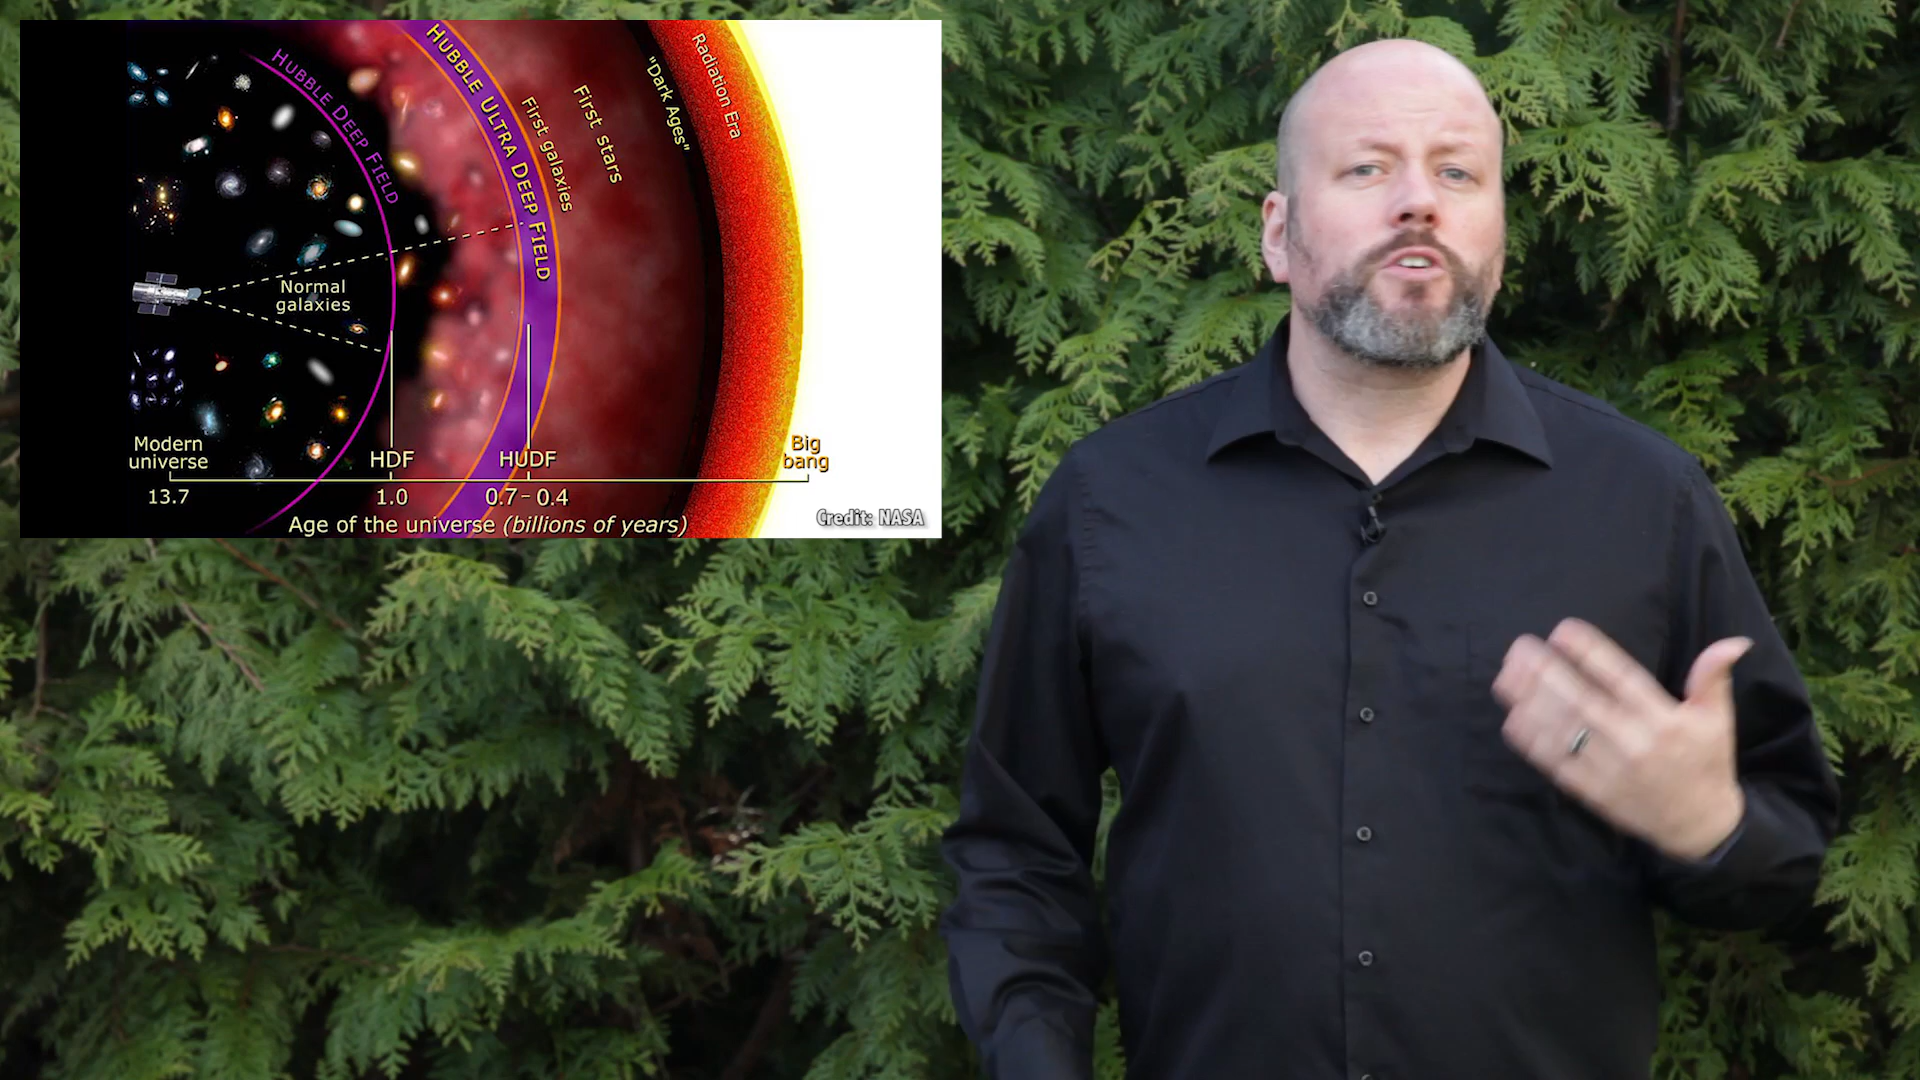 HUBBLE DEEP FIELD
HUBBLE ULTRA DEEP FIELD
First galaxies
First stars
"Dark Ages"
Radiation Era
Normal
galaxies
Modern
universe
HDF
HUDF
Big
bang
13.7
1.0
0.7 - 0.4
Age of the universe (billions of years)
Credit: NASA